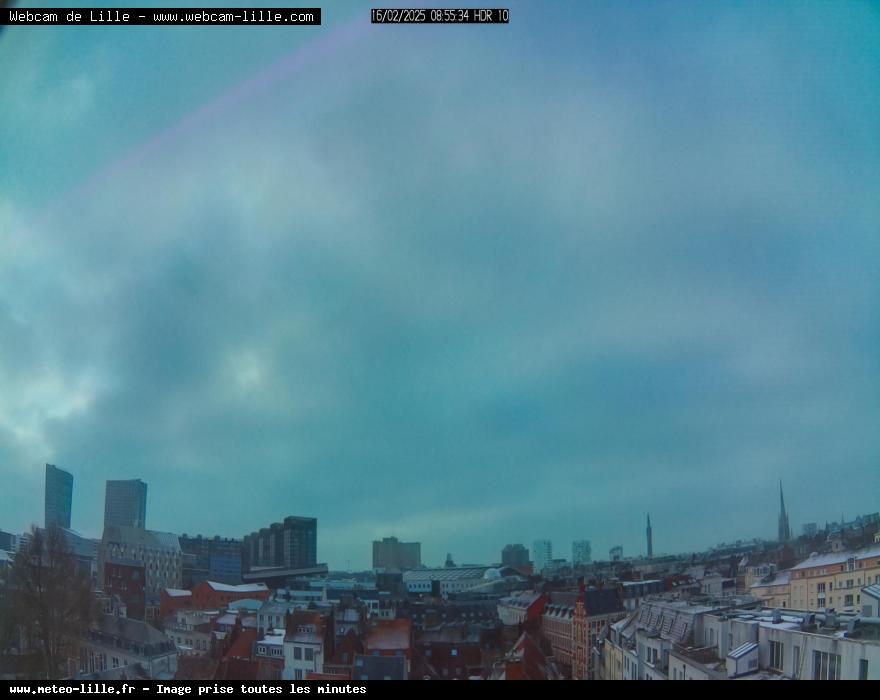 Webcam de Lille - www.webcam-lille.com
16/02/2025 08:55:34 HDR 10
www.meteo-lille.fr - Image prise toutes les minutes